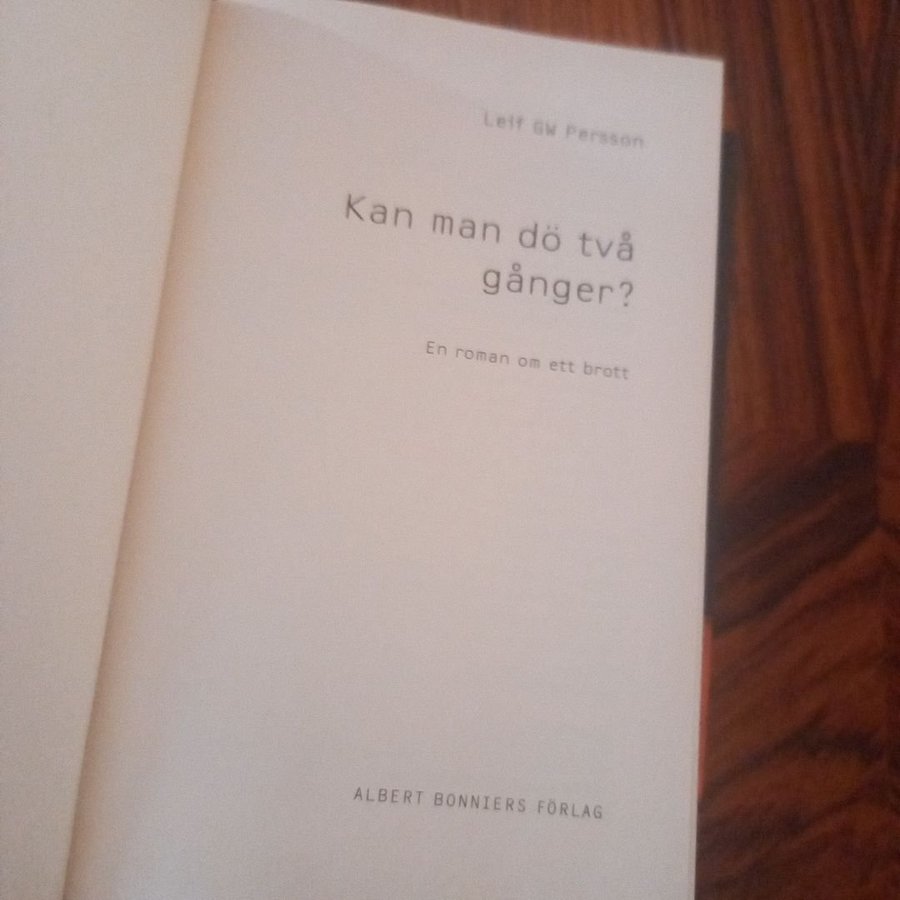 Leif GW Persson
Kan man dö två
gånger?
En roman om ett brott
ALBERT BONNIERS FÖRLAG